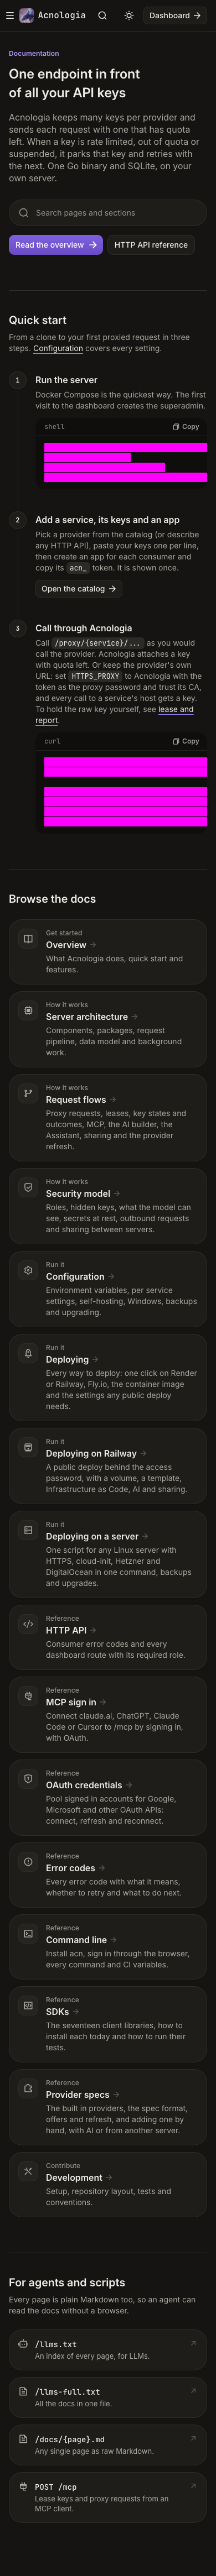 Acnologia
Dashboard →
Documentation
One endpoint in front
of all your API keys
Acnologia keeps many keys per provider and
sends each request with one that has quota
left. When a key is rate limited, out of quota or
suspended, it parks that key and retries with
the next. One Go binary and SQLite, on your
own server.
Search pages and sections
Read the overview →
HTTP API reference
Quick start
From a clone to your first proxied request in three
steps. Configuration covers every setting.
1
Run the server
Docker Compose is the quickest way. The first
visit to the dashboard creates the superadmin.
shell
Copy
2
Add a service, its keys and an app
Pick a provider from the catalog (or describe
any HTTP API), paste your keys one per line,
then create an app for each consumer and
copy its acn_ token. It is shown once.
Open the catalog →
3
Call through Acnologia
Call /proxy/{service}/... as you would
call the provider. Acnologia attaches a key
with quota left. Or keep the provider's own
URL: set HTTPS_PROXY to Acnologia with the
token as the proxy password and trust its CA,
and every call to a service's host gets a key.
To hold the raw key yourself, see lease and
report.
curl
Copy
Browse the docs
Get started
Overview →
What Acnologia does, quick start and
features.
How it works
Server architecture →
Components, packages, request
pipeline, data model and background
work.
How it works
Request flows →
Proxy requests, leases, key states and
outcomes, MCP, the AI builder, the
Assistant, sharing and the provider
refresh.
How it works
Security model →
Roles, hidden keys, what the model can
see, secrets at rest, outbound requests
and sharing between servers.
Run it
Configuration →
Environment variables, per service
settings, self-hosting, Windows, backups
and upgrading.
Run it
Deploying →
Every way to deploy: one click on Render
or Railway, Fly.io, the container image
and the settings any public deploy
needs.
Run it
Deploying on Railway →
A public deploy behind the access
password, with a volume, a template,
Infrastructure as Code, AI and sharing.
Run it
Deploying on a server →
One script for any Linux server with
HTTPS, cloud-init, Hetzner and
DigitalOcean in one command, backups
and upgrades.
Reference
HTTP API →
Consumer error codes and every
dashboard route with its required role.
Reference
MCP sign in →
Connect claude.ai, ChatGPT, Claude
Code or Cursor to /mcp by signing in,
with OAuth.
Reference
OAuth credentials →
Pool signed in accounts for Google,
Microsoft and other OAuth APIs:
connect, refresh and reconnect.
Reference
Error codes →
Every error code with what it means,
whether to retry and what to do next.
Reference
Command line →
Install acn, sign in through the browser,
every command and CI variables.
Reference
SDKs →
The seventeen client libraries, how to
install each today and how to run their
tests.
Reference
Provider specs →
The built in providers, the spec format,
offers and refresh, and adding one by
hand, with AI or from another server.
Contribute
Development →
Setup, repository layout, tests and
conventions.
For agents and scripts
Every page is plain Markdown too, so an agent can
read the docs without a browser.
/llms.txt
An index of every page, for LLMs.
/llms-full.txt
All the docs in one file.
/docs/{page}.md
Any single page as raw Markdown.
POST /mcp
Lease keys and proxy requests from an
MCP client.